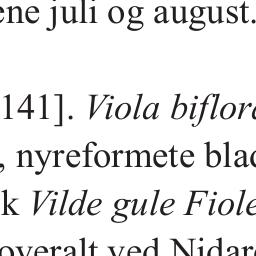 ene juli og august.
141]. Viola biflora
, nyreformete blad
k Vilde gule Fiole
overalt ved Nidar